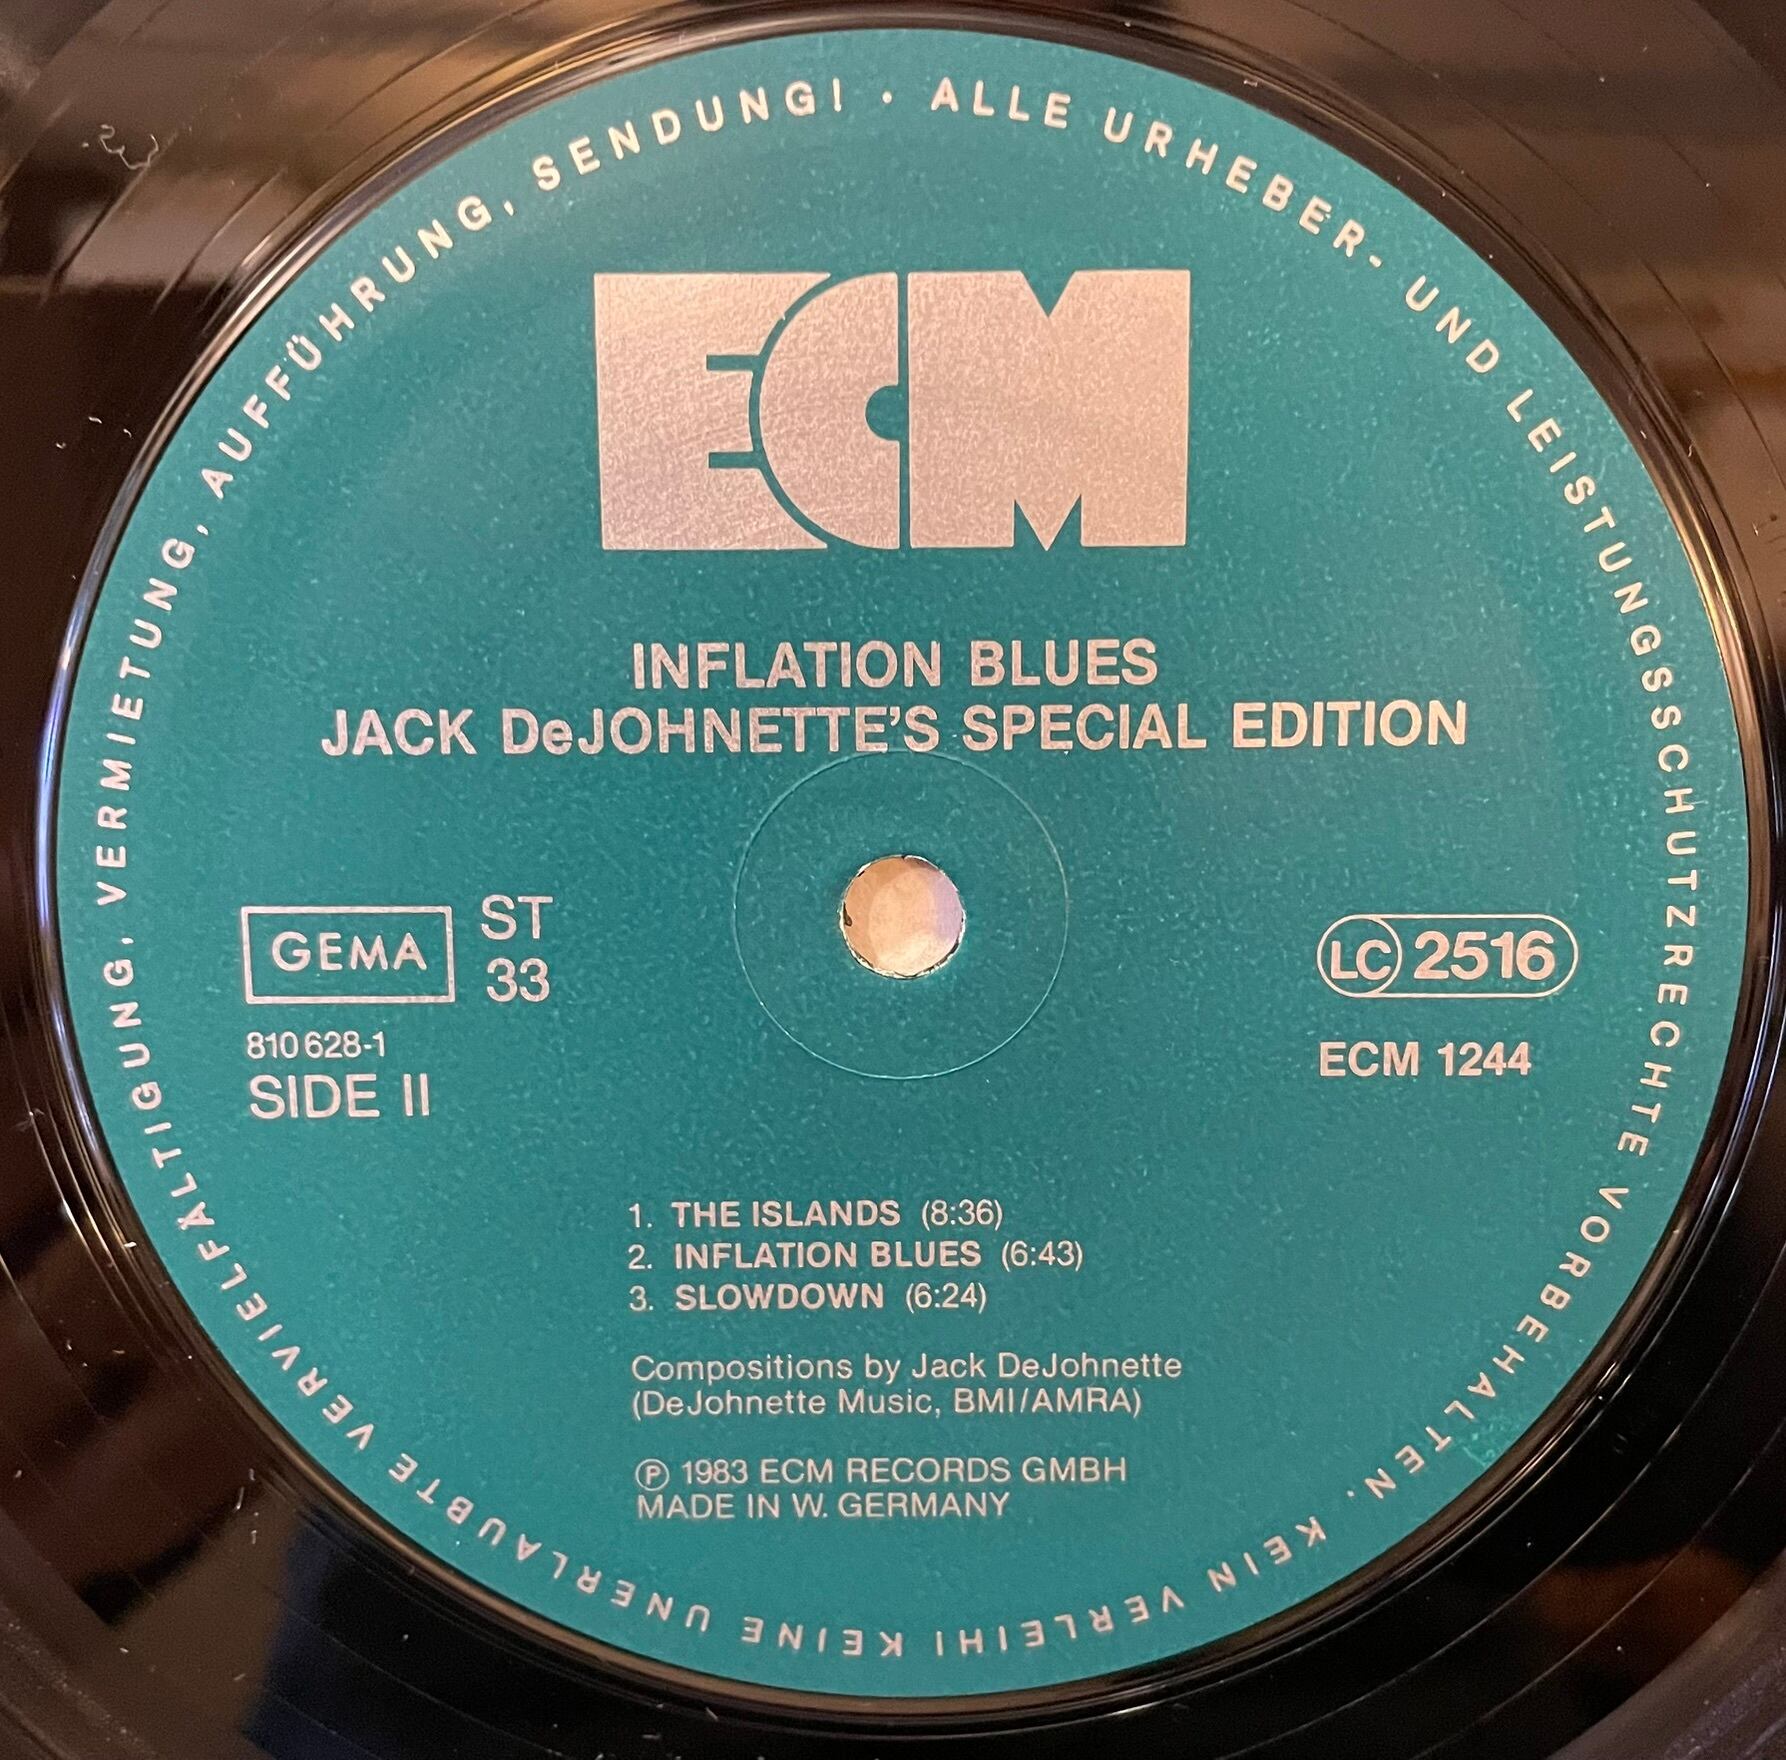 ALLE URHEBER- UND LEISTUNGSSCHUTZRECHTE VORBEHALTEN. KEIN VERLEIH! KEINE UNERLAUBTE VERVIELFÄLTIGUNG, VERMIETUNG, AUFFÜHRUNG, SENDUNG! ·
ECM
INFLATION BLUES
JACK DeJOHNETTE'S SPECIAL EDITION
GEMA
ST
33
LC 2516
810 628-1
SIDE II
ECM 1244
1. THE ISLANDS (8:36)
2. INFLATION BLUES (6:43)
3. SLOWDOWN (6:24)
Compositions by Jack DeJohnette
(DeJohnette Music, BMI/AMRA)
Ⓟ 1983 ECM RECORDS GMBH
MADE IN W. GERMANY